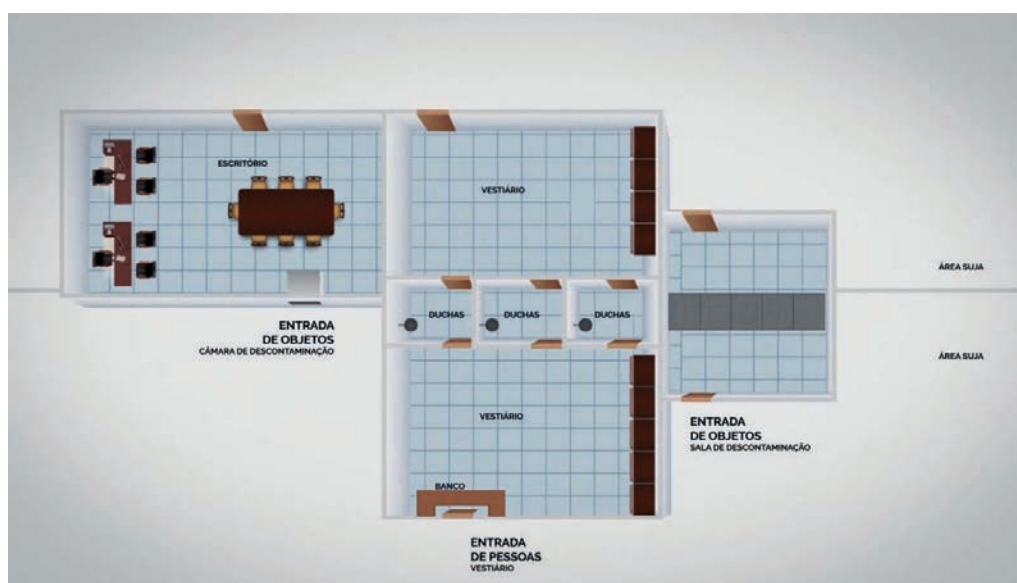 ESCRITÓRIO
VESTIÁRIO
ÁREA SUJA
DUCHAS
DUCHAS
DUCHAS
ENTRADA
DE OBJETOS
CÂMARA DE DESCONTAMINAÇÃO
ÁREA SUJA
VESTIÁRIO
ENTRADA
DE OBJETOS
SALA DE DESCONTAMINAÇÃO
BANCO
ENTRADA
DE PESSOAS
VESTIÁRIO